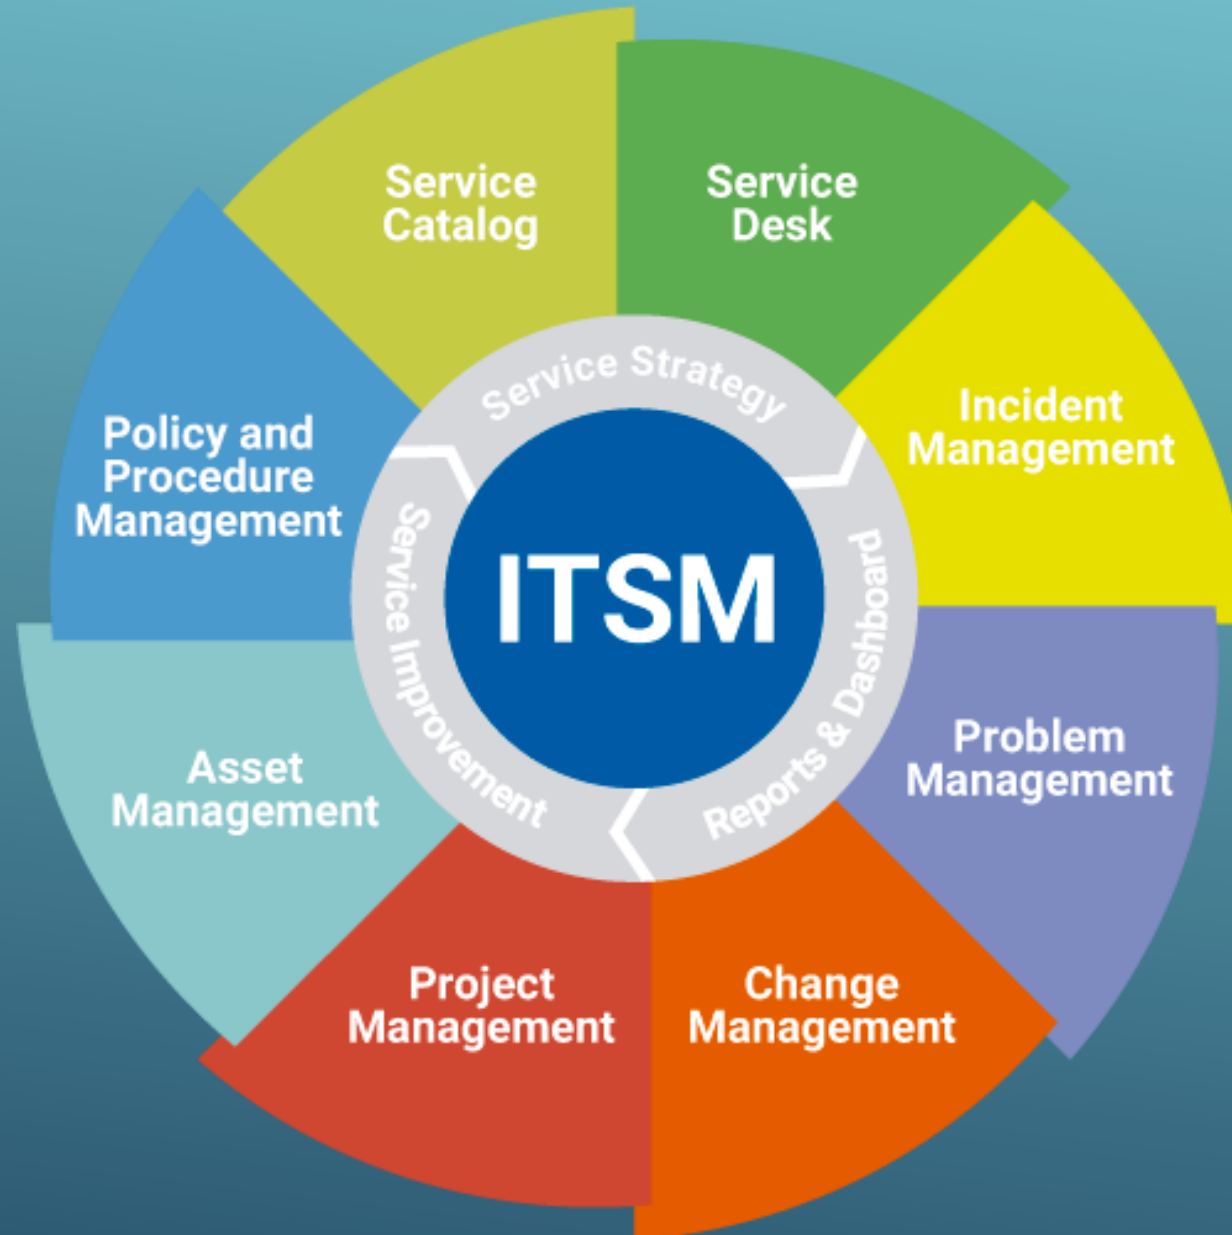 Service
Catalog
Service
Desk
Incident
Management
Problem
Management
Change
Management
Project
Management
Asset
Management
Policy and
Procedure
Management
Service Strategy
Reports & Dashboard
Service Improvement
ITSM